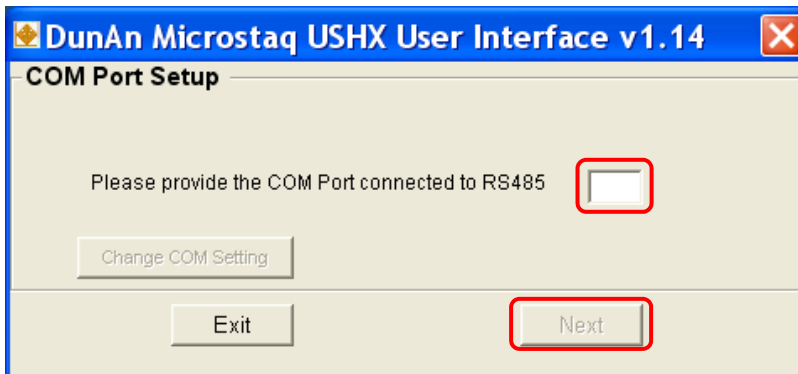 DunAn Microstaq USHX User Interface v1.14
COM Port Setup
Please provide the COM Port connected to RS485
Change COM Setting
Exit
Next